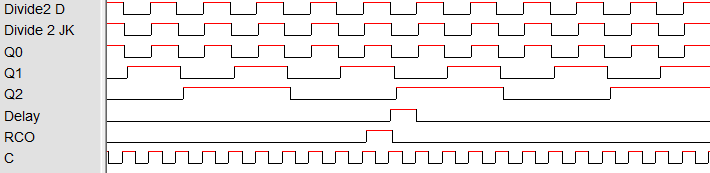 Divide2 D
Divide 2 JK
Q0
Q1
Q2
Delay
RCO
C